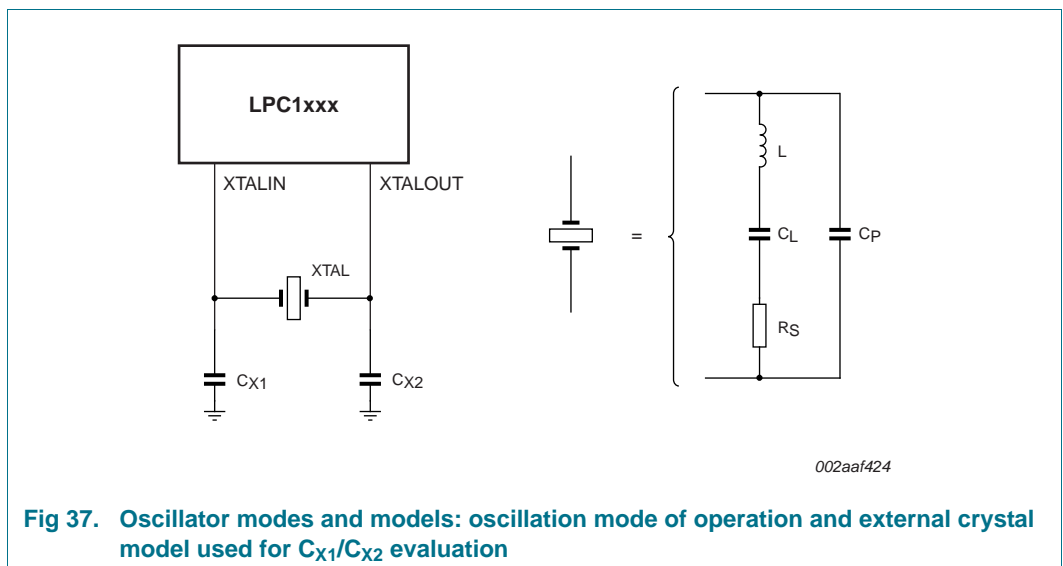 LPC1xxx
XTALIN
XTALOUT
XTAL
CX1
CX2
=
L
CL
CP
RS
002aaf424
Fig 37. Oscillator modes and models: oscillation mode of operation and external crystal
model used for CX1/CX2 evaluation